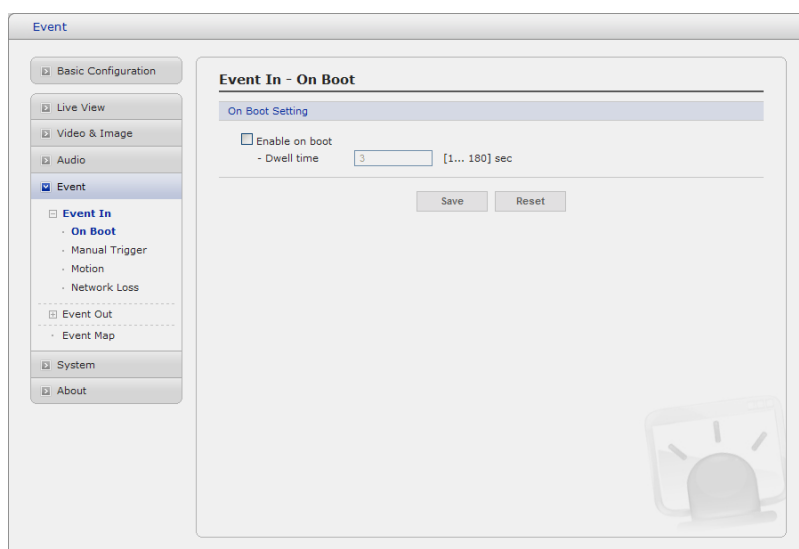 Event
Basic Configuration
Live View
Video & Image
Audio
Event
Event In
On Boot
Manual Trigger
Motion
Network Loss
Event Out
Event Map
System
About
Event In - On Boot
On Boot Setting
Enable on boot
- Dwell time 3 [1... 180] sec
Save Reset